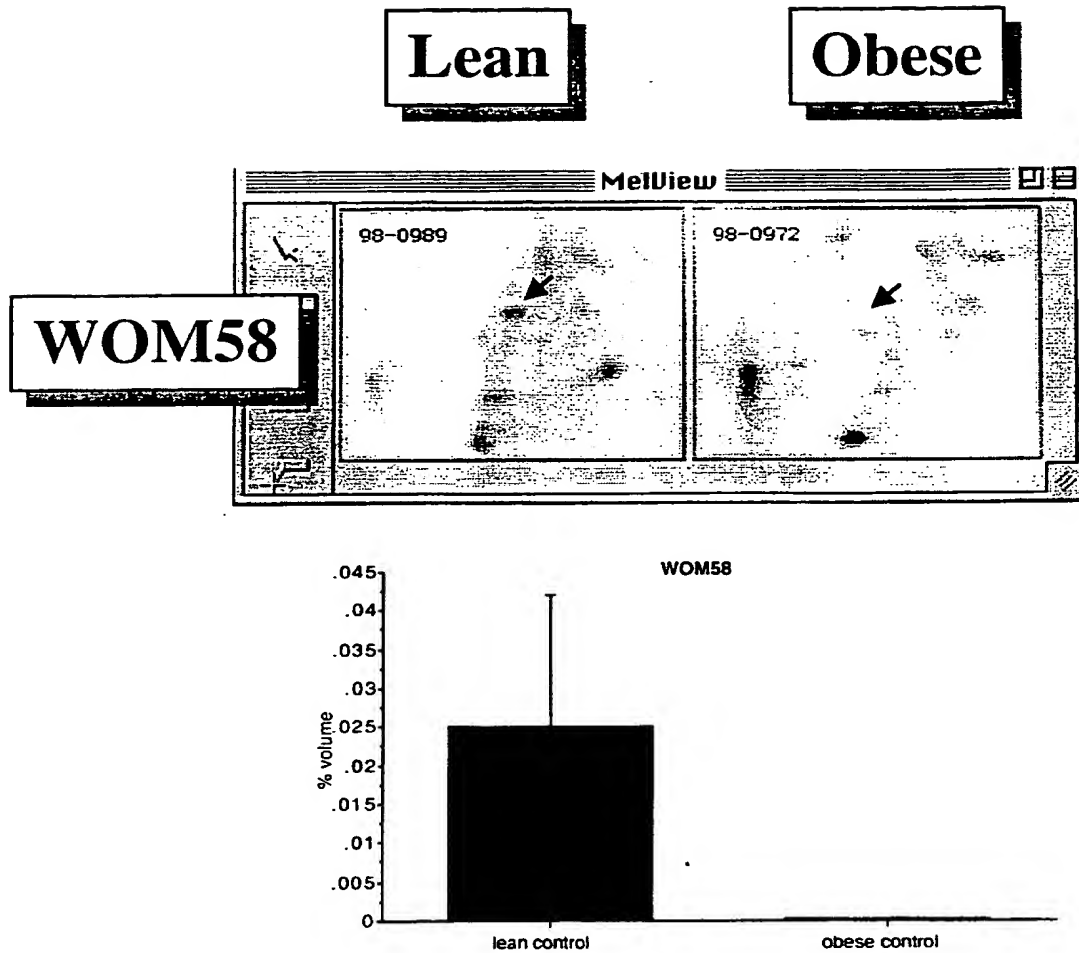 Lean
Obese
MelView
98-0989
98-0972
WOM58
WOM58
.045
.04
.035
.03
.025
.02
.015
.01
.005
0
% volume
lean control
obese control